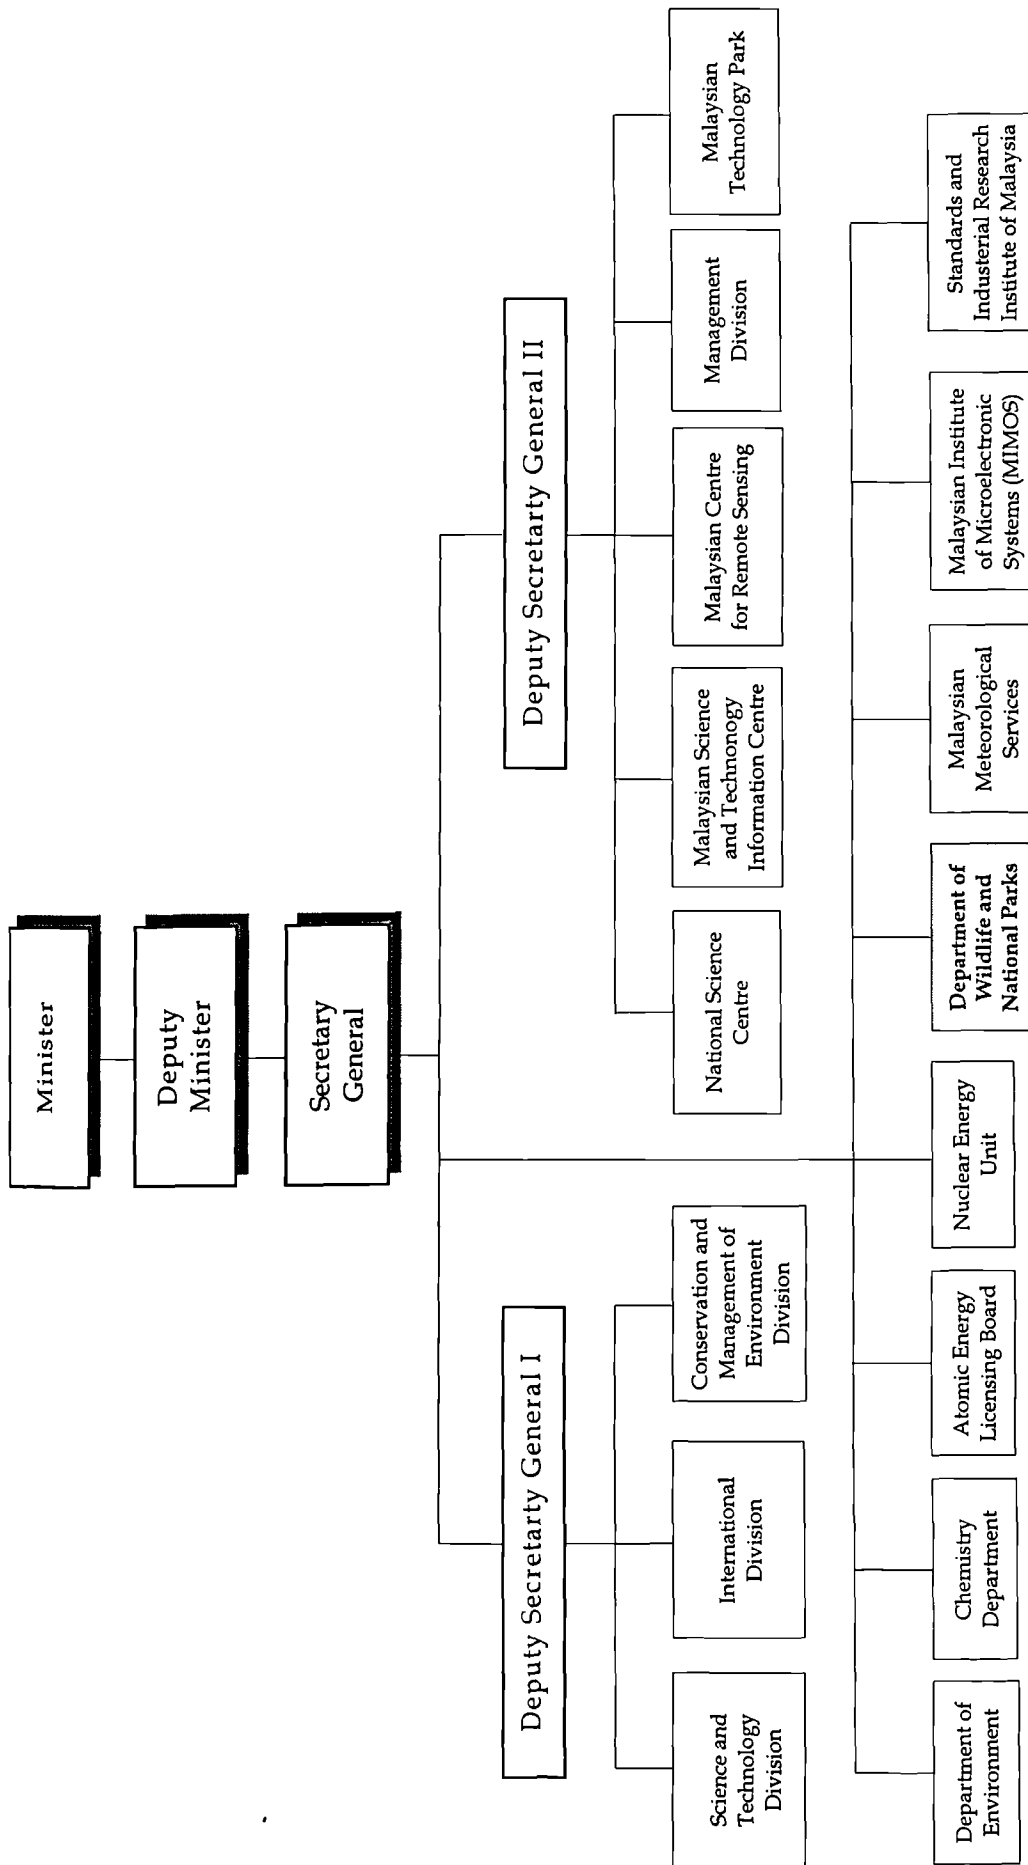 Minister
Deputy
Minister
Secretary
General
Deputy Secretarty General I
Deputy Secretarty General II
Science and
Technology
Division
International
Division
Conservation and
Management of
Environment
Division
National Science
Centre
Malaysian Science
and Technonogy
Information Centre
Malaysian Centre
for Remote Sensing
Management
Division
Malaysian
Technology Park
Department of
Environment
Chemistry
Department
Atomic Energy
Licensing Board
Nuclear Energy
Unit
Department of
Wildlife and
National Parks
Malaysian
Meteorological
Services
Malaysian Institute
of Microelectronic
Systems (MIMOS)
Standards and
Industerial Research
Institute of Malaysia